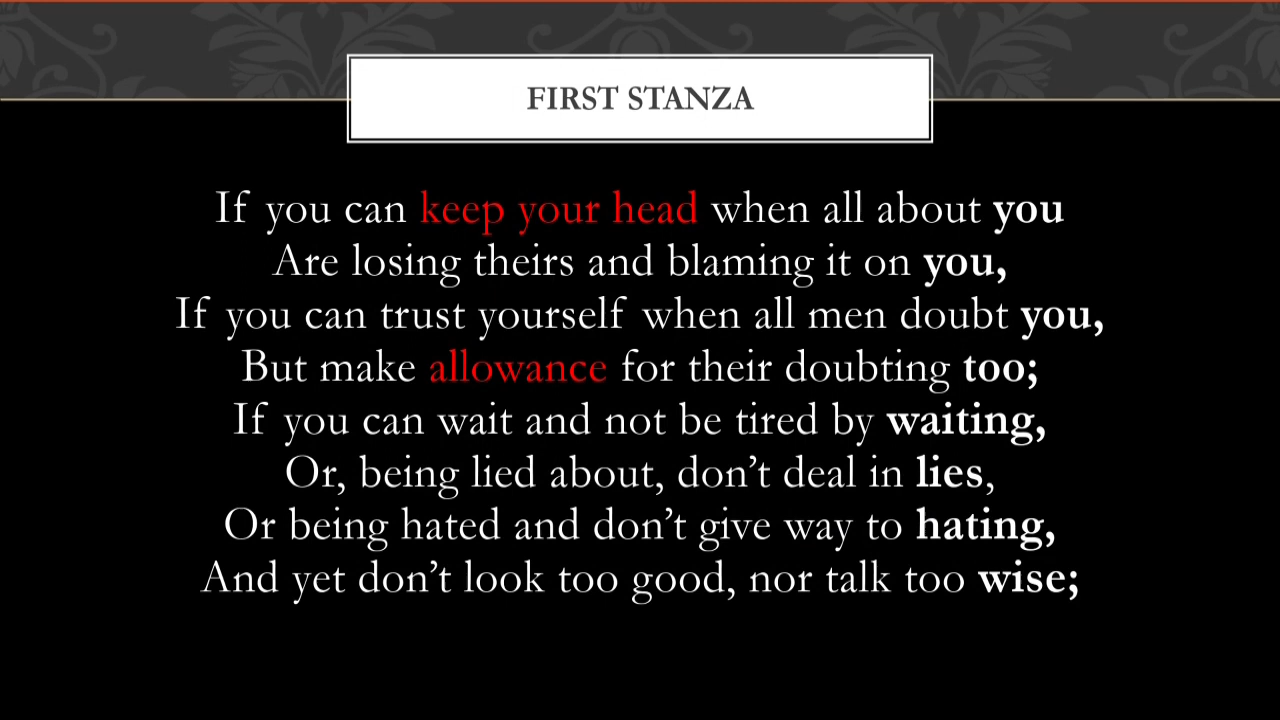 FIRST STANZA
If you can keep your head when all about you
Are losing theirs and blaming it on you,
If you can trust yourself when all men doubt you,
But make allowance for their doubting too;
If you can wait and not be tired by waiting,
Or, being lied about, don’t deal in lies,
Or being hated and don’t give way to hating,
And yet don’t look too good, nor talk too wise;